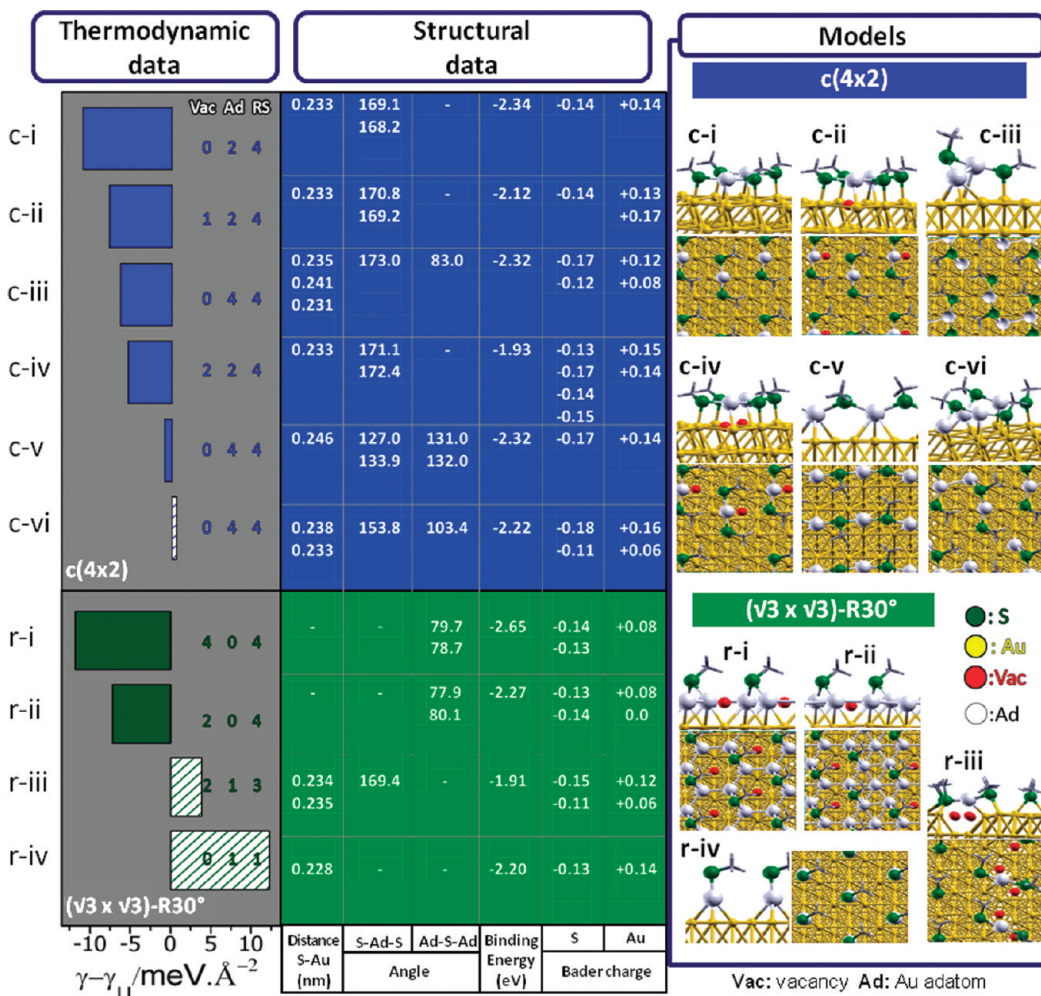 Thermodynamic
data
Structural
data
Models
Vac Ad RS
c-i 0 2 4 0.233 169.1 - -2.34 -0.14 +0.14
168.2
c-ii 1 2 4 0.233 170.8 - -2.12 -0.14 +0.13
169.2 +0.17
c-iii 0 4 4 0.235 173.0 83.0 -2.32 -0.17 +0.12
0.241 -0.12 +0.08
0.231
c-iv 2 2 4 0.233 171.1 - -1.93 -0.13 +0.15
172.4 -0.17 +0.14
-0.14
-0.15
c-v 0 4 4 0.246 127.0 131.0 -2.32 -0.17 +0.14
133.9 132.0
c-vi 0 4 4 0.238 153.8 103.4 -2.22 -0.18 +0.16
0.233 -0.11 +0.06
c(4x2)
r-i 4 0 4 - - 79.7 -2.65 -0.14 +0.08
78.7 -0.13
r-ii 2 0 4 - - 77.9 -2.27 -0.13 +0.08
80.1 -0.14 0.0
r-iii 2 1 3 0.234 169.4 - -1.91 -0.15 +0.12
0.235 -0.11 +0.06
r-iv 0 1 1 0.228 - - -2.20 -0.13 +0.14
(√3 x √3)-R30°
-10 -5 0 5 10
γ−γU/meV.Å−2
Distance
S-Au
(nm)
S-Ad-S Ad-S-Ad
Angle
Binding
Energy
(eV)
S Au
Bader charge
c(4x2)
c-i c-ii c-iii
c-iv c-v c-vi
(√3 x √3)-R30°
r-i r-ii
r-iii
r-iv
: S
: Au
:Vac
:Ad
Vac: vacancy Ad: Au adatom